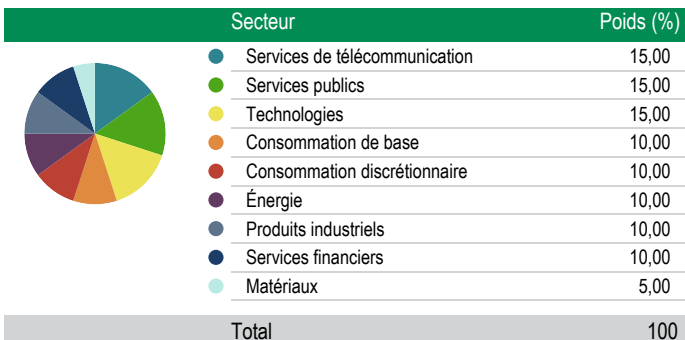 Secteur Poids (%)
Services de télécommunication 15,00
Services publics 15,00
Technologies 15,00
Consommation de base 10,00
Consommation discrétionnaire 10,00
Énergie 10,00
Produits industriels 10,00
Services financiers 10,00
Matériaux 5,00
Total 100